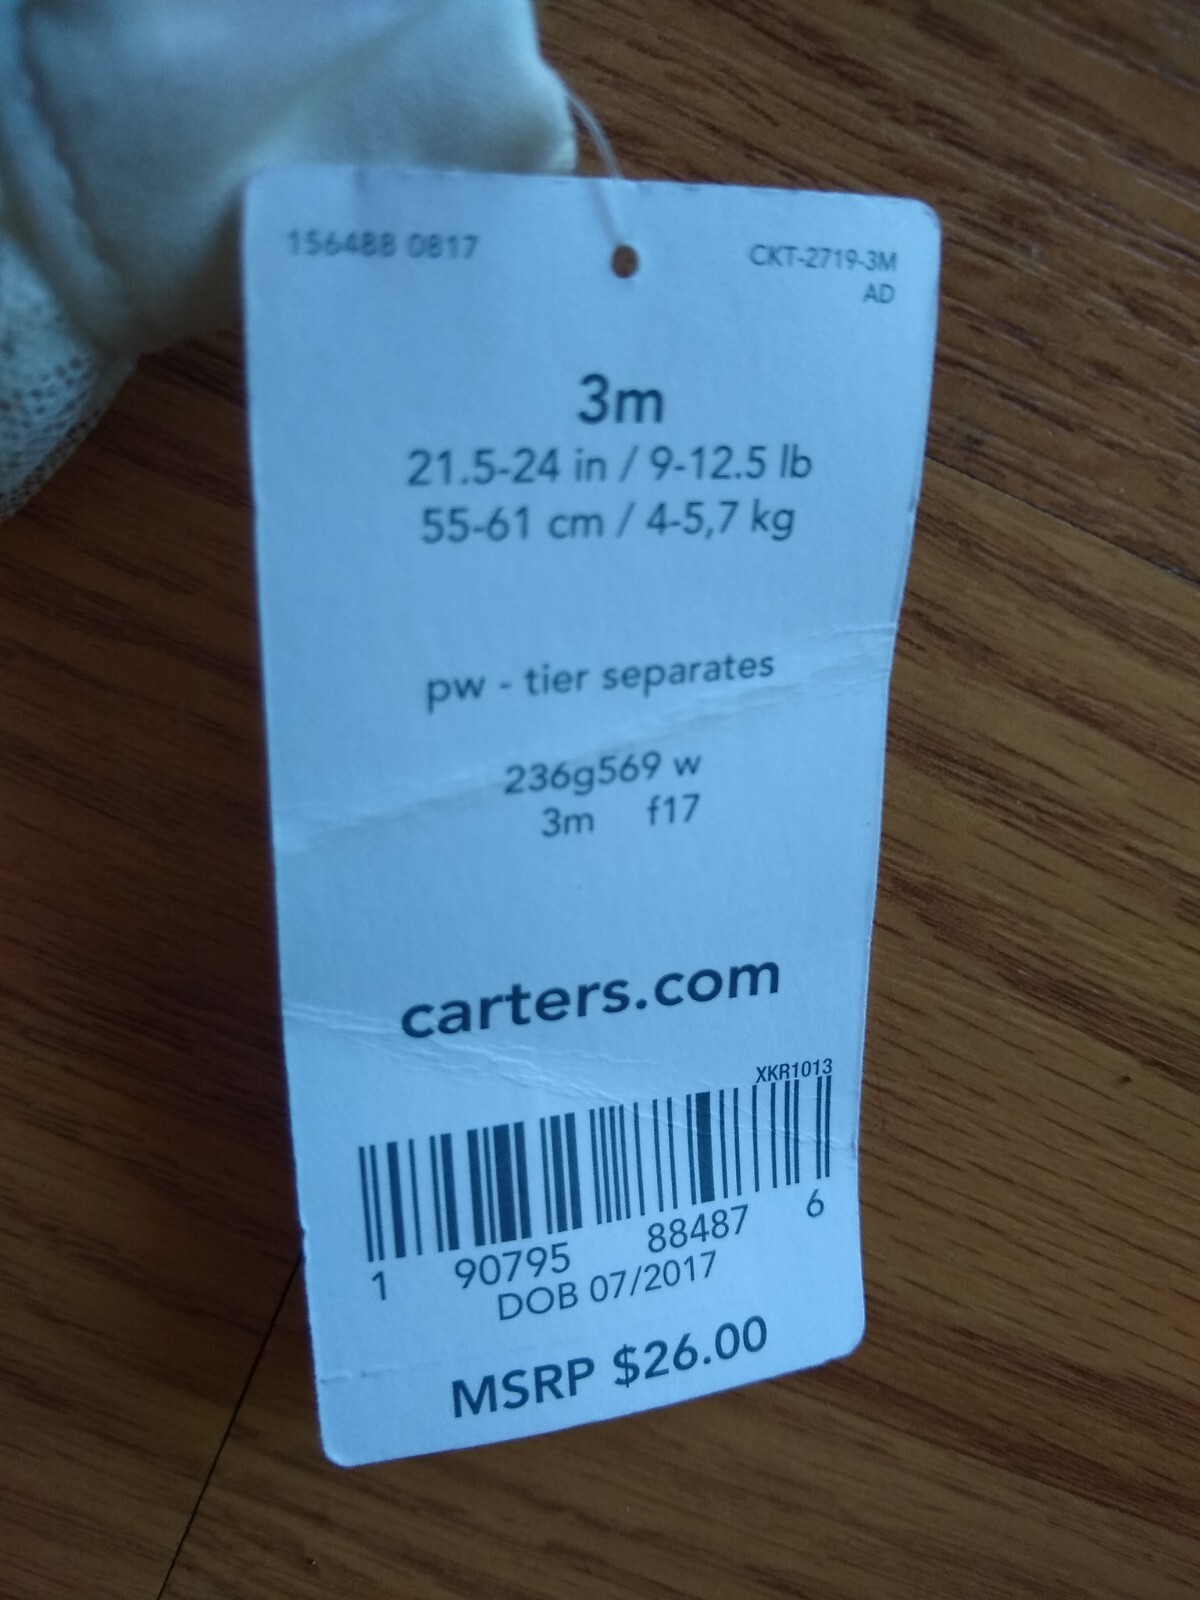 156488 0817
CKT-2719-3M
AD
3m
21.5-24 in / 9-12.5 lb
55-61 cm / 4-5,7 kg
pw - tier separates
236g569 w
3m f17
carters.com
XKR1013
1 90795 88487 6
DOB 07/2017
MSRP $26.00